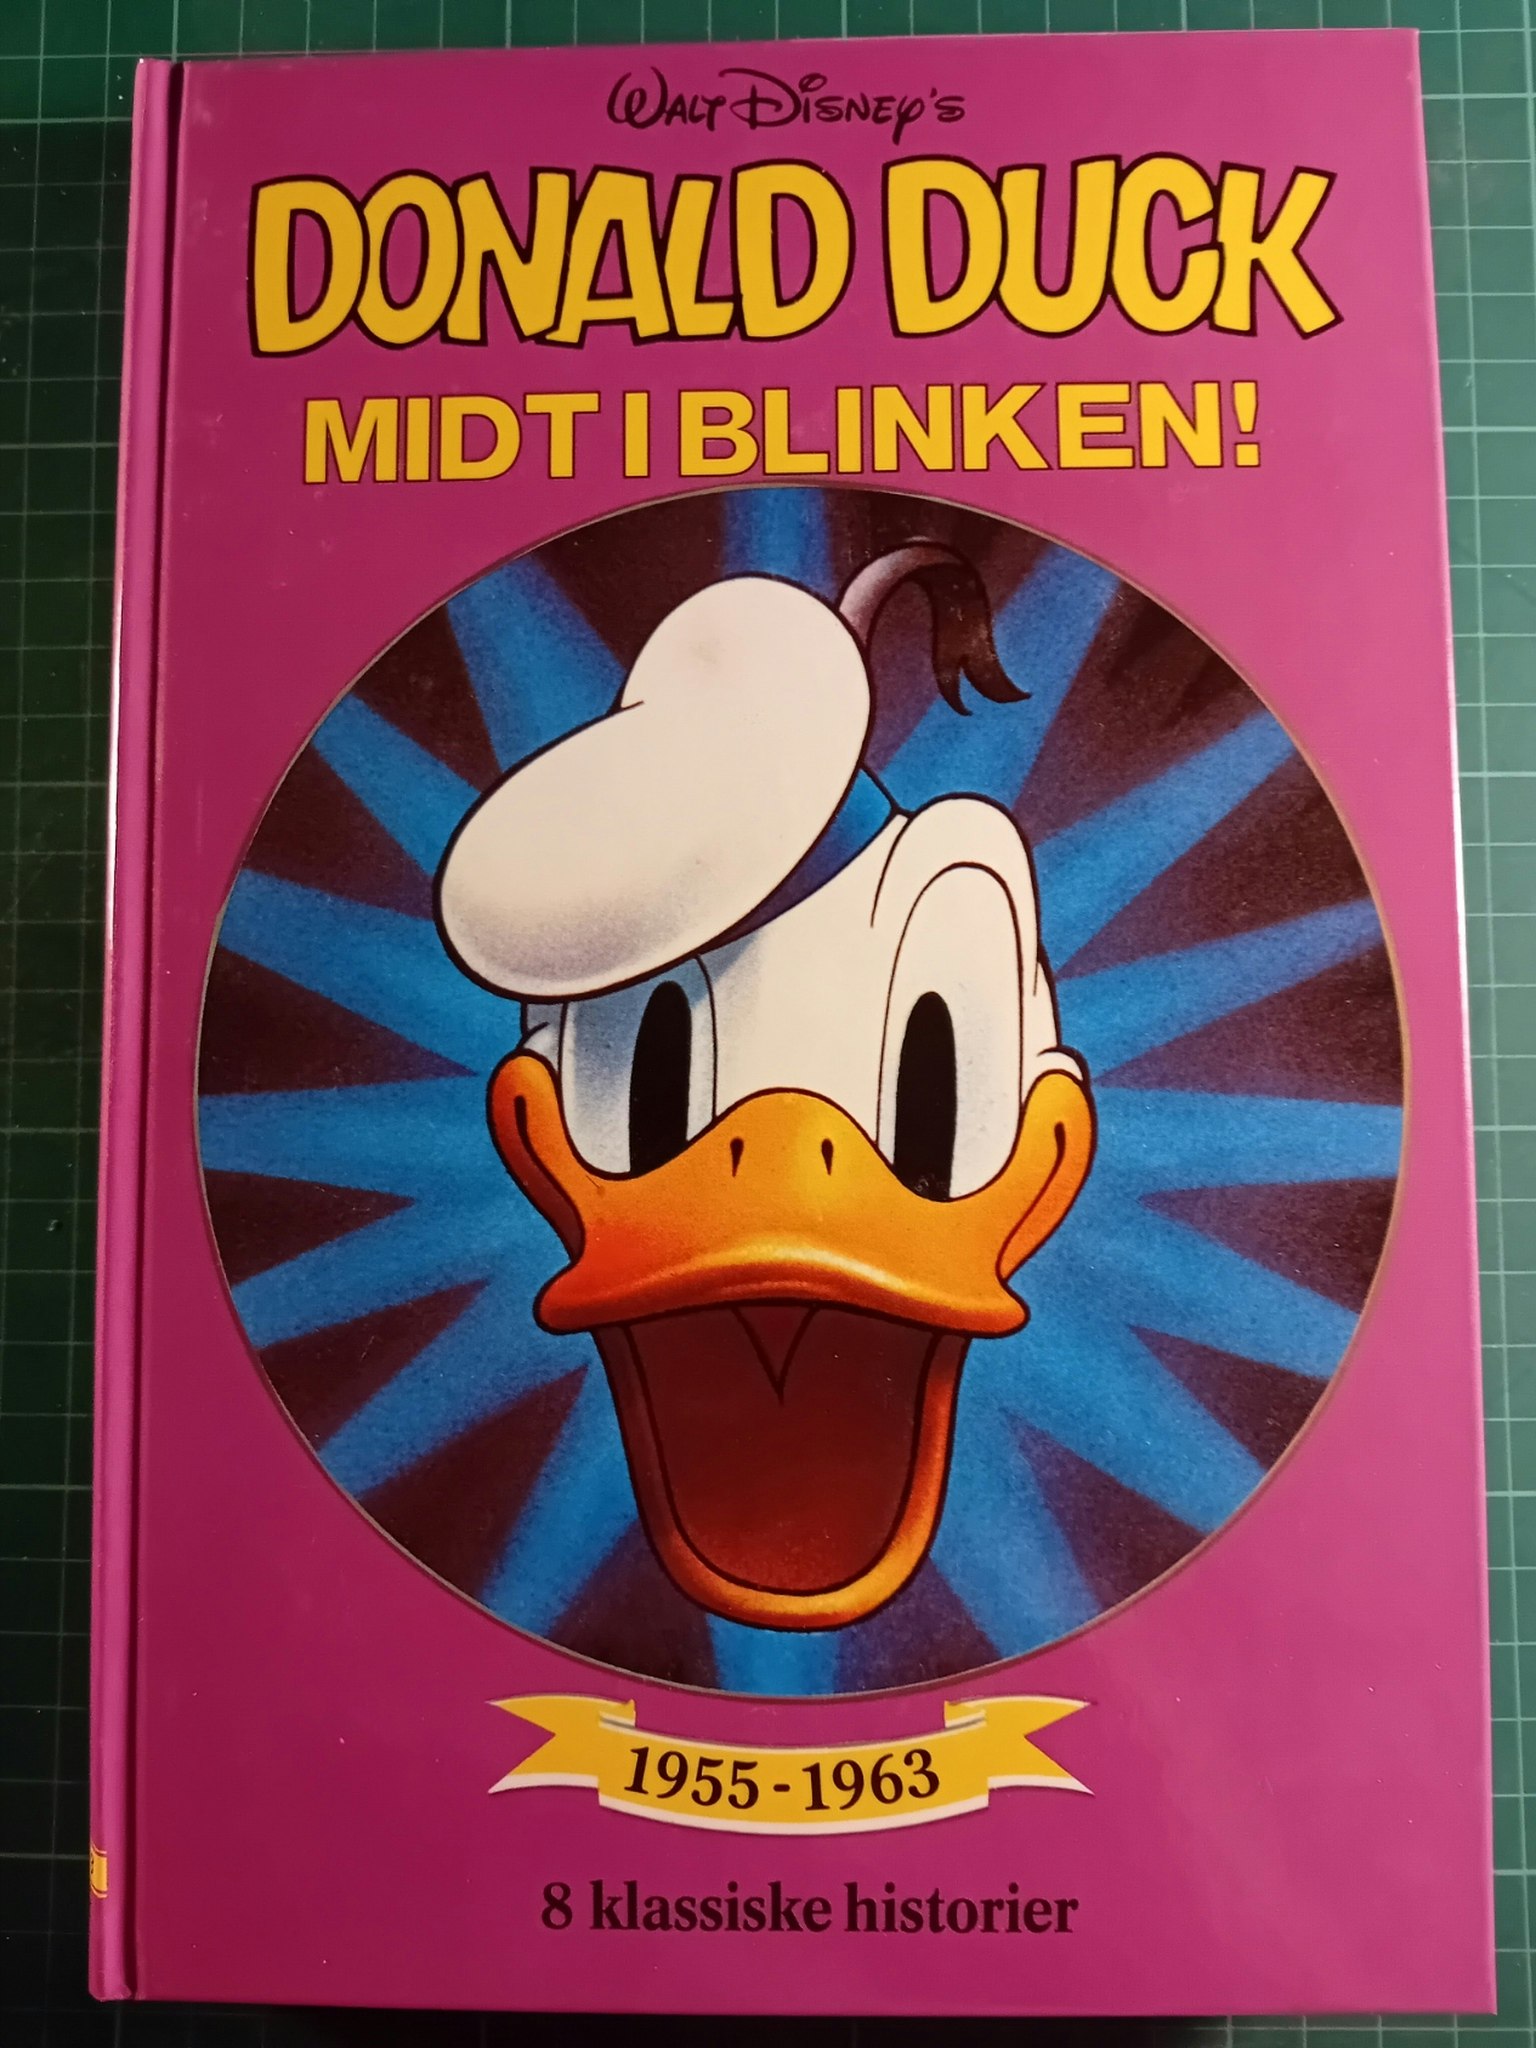 Walt Disney's
DONALD DUCK
MIDT I BLINKEN!
1955-1963
8 klassiske historier